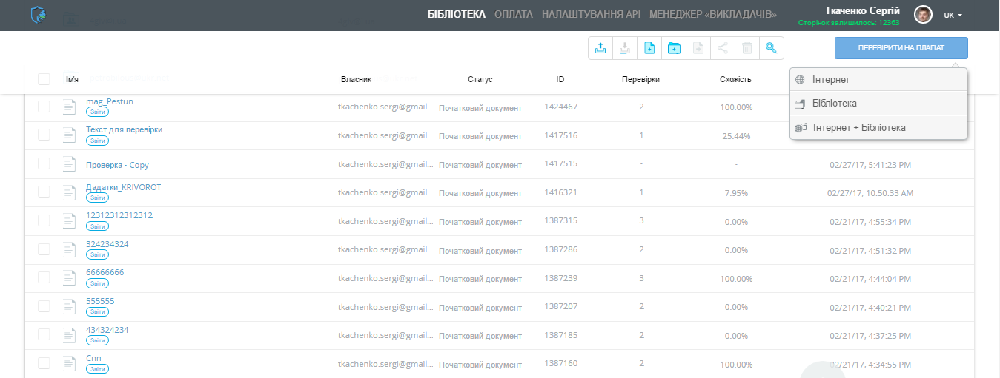 БІБЛІОТЕКА ОПЛАТА НАЛАШТУВАННЯ АРІ МЕНЕДЖЕР «ВИКЛАДАЧІВ»
Ткаченко Сергій
Сторінок залишилось: 12363
UK
ПЕРЕВІРИТИ НА ПЛАГІАТ
Ім'я Власник Статус ID Перевірки Схожість
Інтернет
Бібліотека
Інтернет + Бібліотека
mag_Pestun
Звіти
tkachenko.sergi@gmail... Початковий документ 1424467 2 100.00%
Текст для перевірки
Звіти
tkachenko.sergi@gmail... Початковий документ 1417516 1 25.44%
Проверка - Copy tkachenko.sergi@gmail... Початковий документ 1417515 - - 02/27/17, 5:41:23 PM
Дадатки_KRIVOROT
Звіти
tkachenko.sergi@gmail... Початковий документ 1416321 1 7.95% 02/27/17, 10:50:33 AM
12312312312312
Звіти
tkachenko.sergi@gmail... Початковий документ 1387315 3 0.00% 02/21/17, 4:55:34 PM
324234324
Звіти
tkachenko.sergi@gmail... Початковий документ 1387286 2 0.00% 02/21/17, 4:51:32 PM
66666666
Звіти
tkachenko.sergi@gmail... Початковий документ 1387239 3 100.00% 02/21/17, 4:44:04 PM
555555
Звіти
tkachenko.sergi@gmail... Початковий документ 1387207 2 0.00% 02/21/17, 4:40:21 PM
434324234
Звіти
tkachenko.sergi@gmail... Початковий документ 1387185 2 0.00% 02/21/17, 4:37:25 PM
Cnn
Звіти
tkachenko.sergi@gmail... Початковий документ 1387160 2 100.00% 02/21/17, 4:34:55 PM